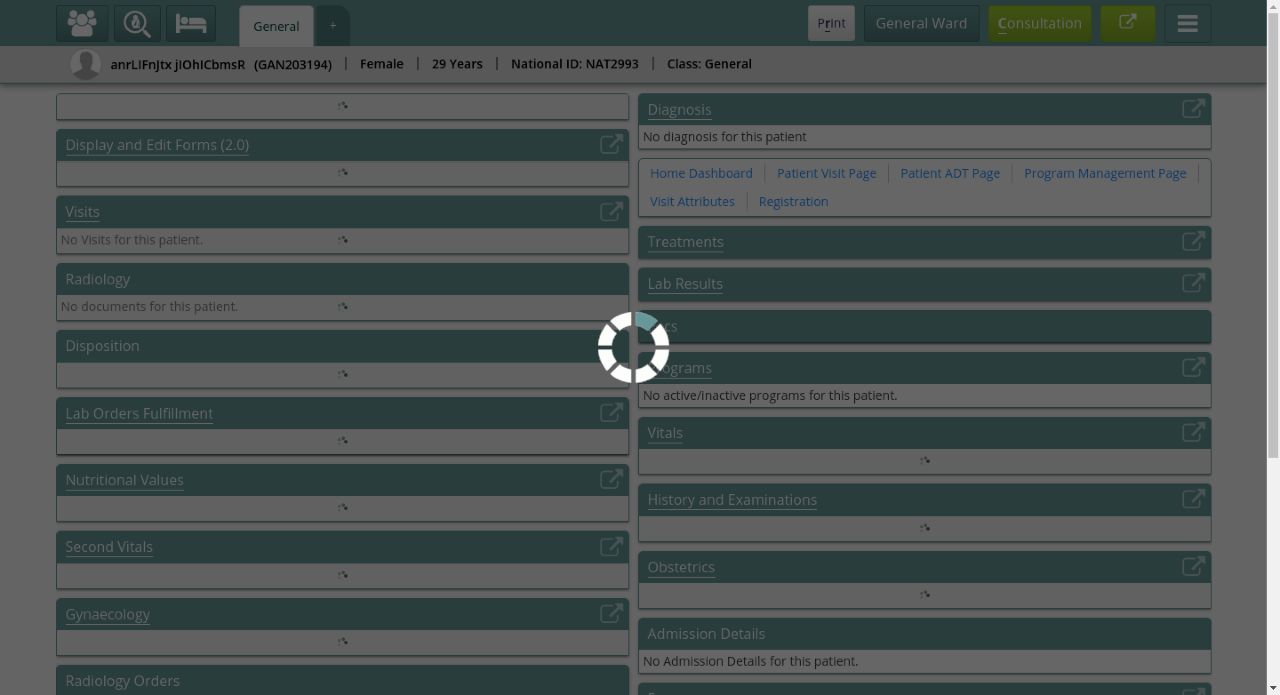 General
+
Print
General Ward
Consultation
anrLIFnJtx jIOhICbmsR (GAN203194)
Female
29 Years
National ID: NAT2993
Class: General
Display and Edit Forms (2.0)
Visits
No Visits for this patient.
Radiology
No documents for this patient.
Disposition
Lab Orders Fulfillment
Nutritional Values
Second Vitals
Gynaecology
Radiology Orders
Diagnosis
No diagnosis for this patient
Home Dashboard
Patient Visit Page
Patient ADT Page
Program Management Page
Visit Attributes
Registration
Treatments
Lab Results
Programs
No active/inactive programs for this patient.
Vitals
History and Examinations
Obstetrics
Admission Details
No Admission Details for this patient.